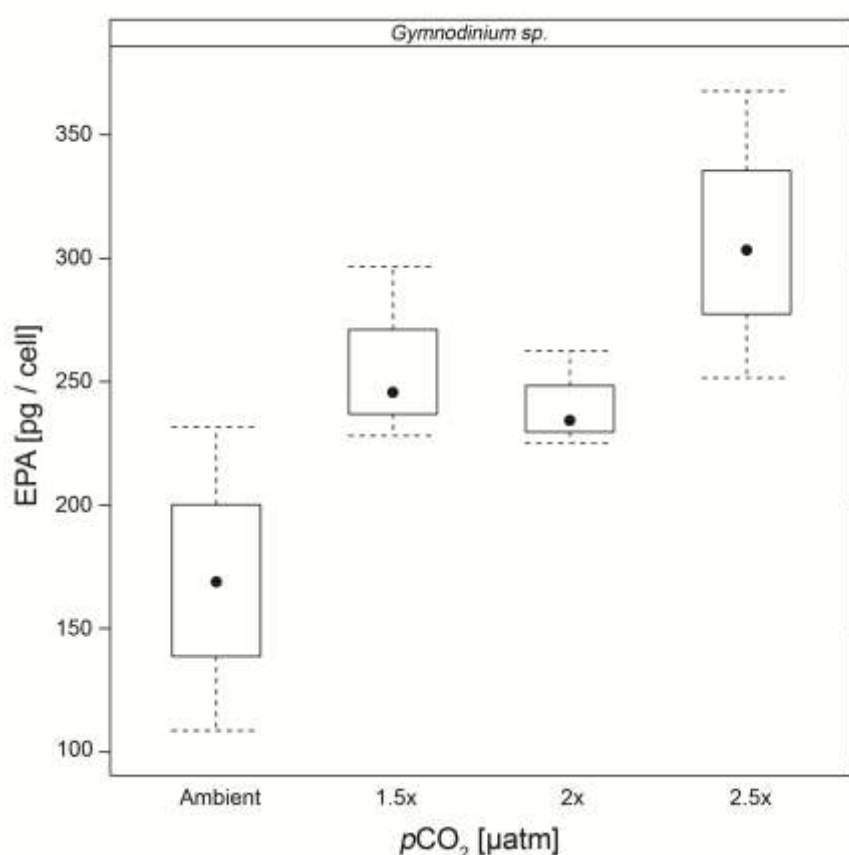 Gymnodinium sp.
EPA [pg / cell]
350
300
250
200
150
100
Ambient 1.5x 2x 2.5x
pCO₂ [µatm]